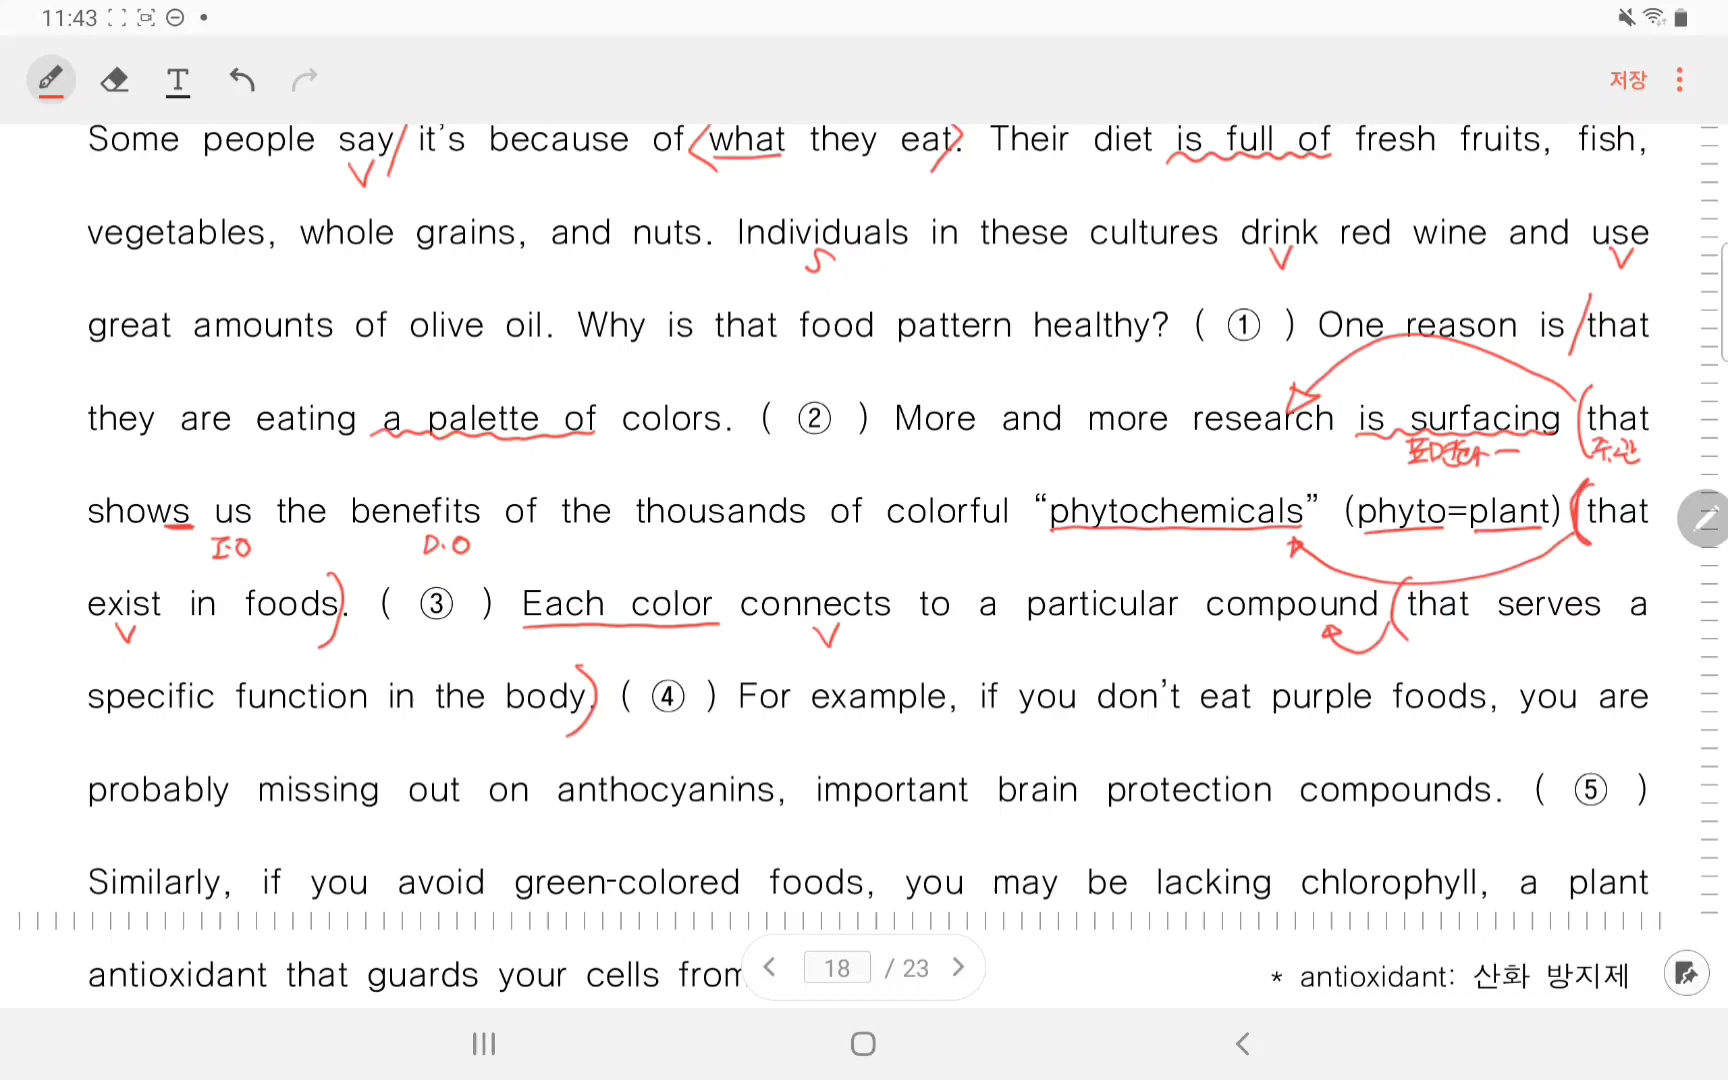 11:43
T
저장
Some people say it's because of what they eat. Their diet is full of fresh fruits, fish,
V
vegetables, whole grains, and nuts. Individuals in these cultures drink red wine and use
S V V
great amounts of olive oil. Why is that food pattern healthy? ( ① ) One reason is that
they are eating a palette of colors. ( ② ) More and more research is surfacing that
주.관
shows us the benefits of the thousands of colorful “phytochemicals” (phyto=plant) that
I·O D.O
exist in foods. ( ③ ) Each color connects to a particular compound that serves a
V V
specific function in the body. ( ④ ) For example, if you don't eat purple foods, you are
probably missing out on anthocyanins, important brain protection compounds. ( ⑤ )
Similarly, if you avoid green-colored foods, you may be lacking chlorophyll, a plant
antioxidant that guards your cells from
* antioxidant: 산화 방지제
18 / 23